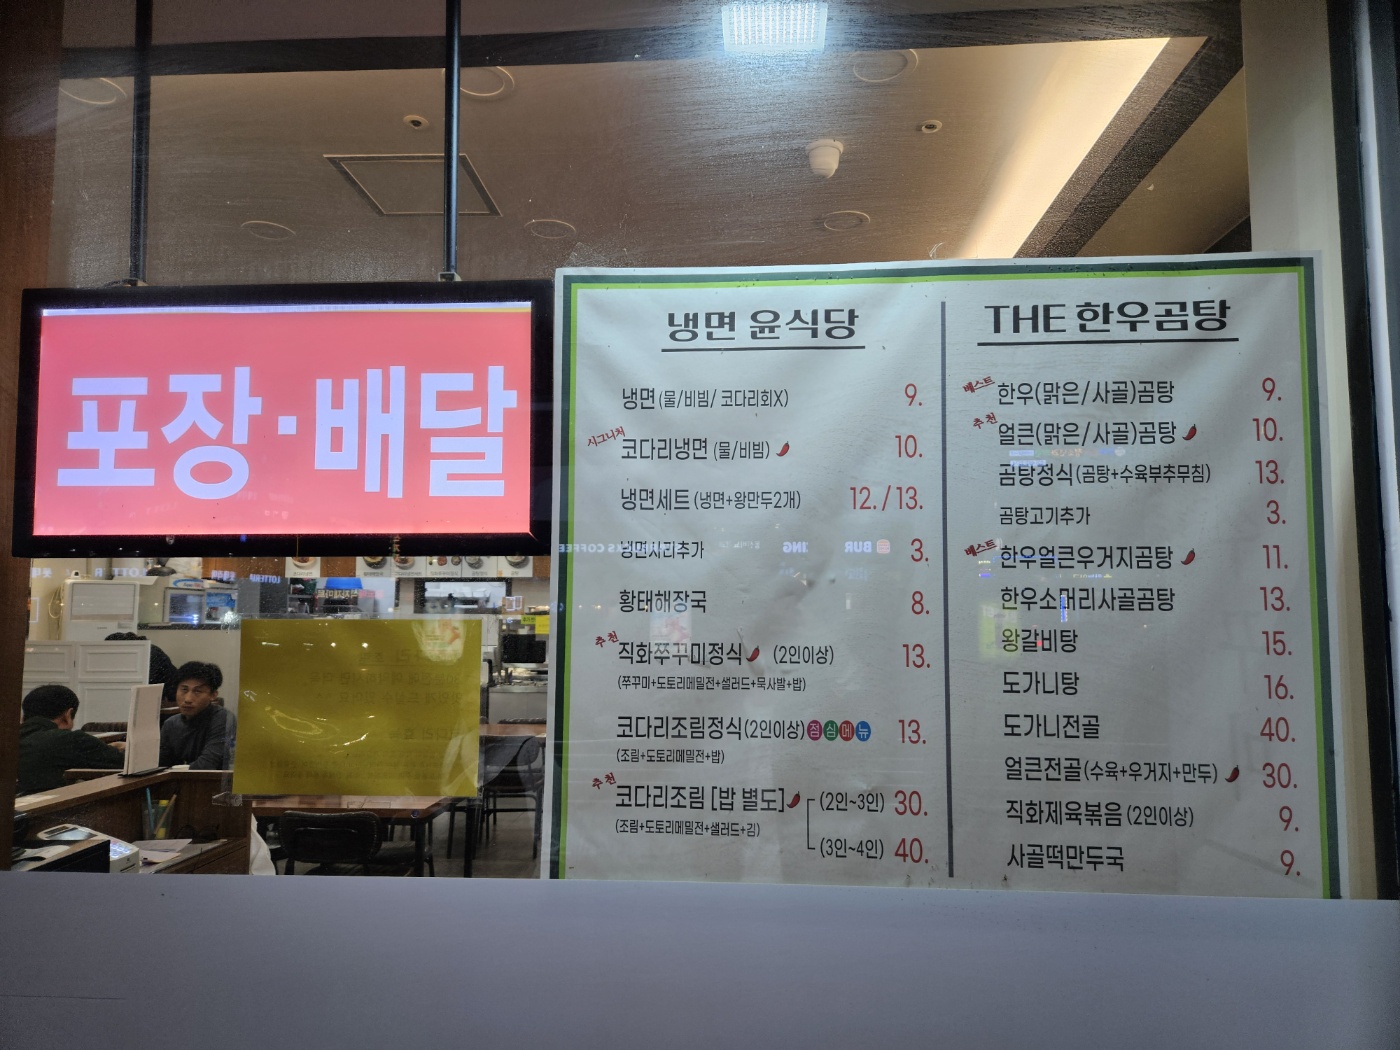 포장·배달
냉면 윤식당
냉면 (물/비빔/ 코다리회X) 9.
시그니처
코다리냉면 (물/비빔) 10.
냉면세트 (냉면+왕만두2개) 12. / 13.
냉면사리추가 3.
황태해장국 8.
추천
직화쭈꾸미정식 (2인이상) 13.
(쭈꾸미+도토리메밀전+샐러드+묵사발+밥)
코다리조림정식(2인이상) 점심메뉴 13.
(조림+도토리메밀전+밥)
추천
코다리조림 [밥 별도] (2인~3인) 30.
(조림+도토리메밀전+샐러드+김)
(3인~4인) 40.
THE 한우곰탕
베스트
한우(맑은/사골)곰탕 9.
추천
얼큰(맑은/사골)곰탕 10.
곰탕정식(곰탕+수육부추무침) 13.
곰탕고기추가 3.
베스트
한우얼큰우거지곰탕 11.
한우소머리사골곰탕 13.
왕갈비탕 15.
도가니탕 16.
도가니전골 40.
얼큰전골(수육+우거지+만두) 30.
직화제육볶음 (2인이상) 9.
사골떡만두국 9.